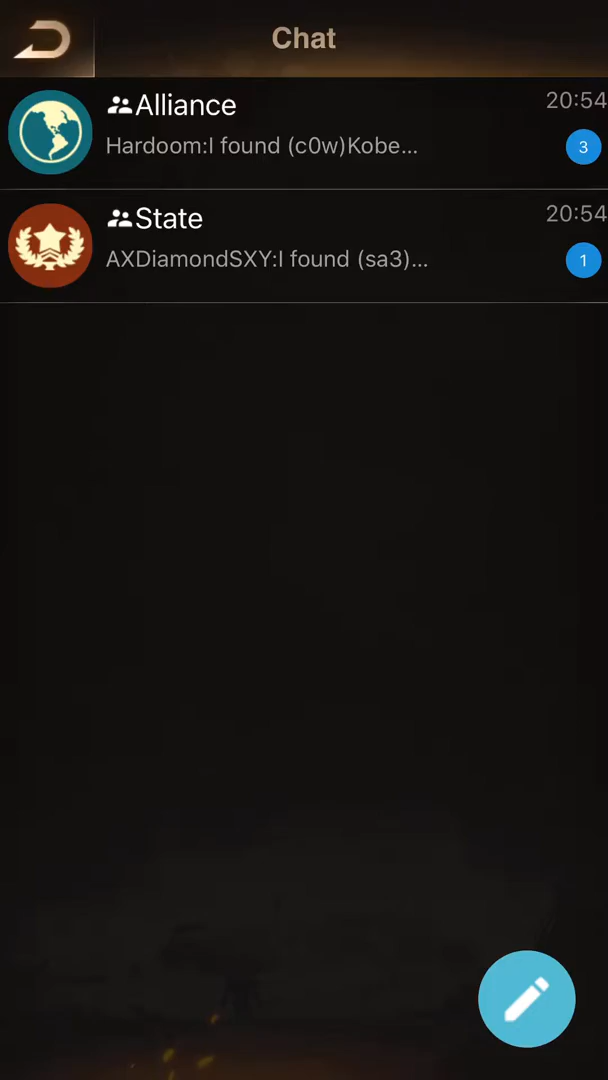 Chat
Alliance
20:54
Hardoom:I found (c0w)Kobe...
3
State
20:54
AXDiamondSXY:I found (sa3)...
1